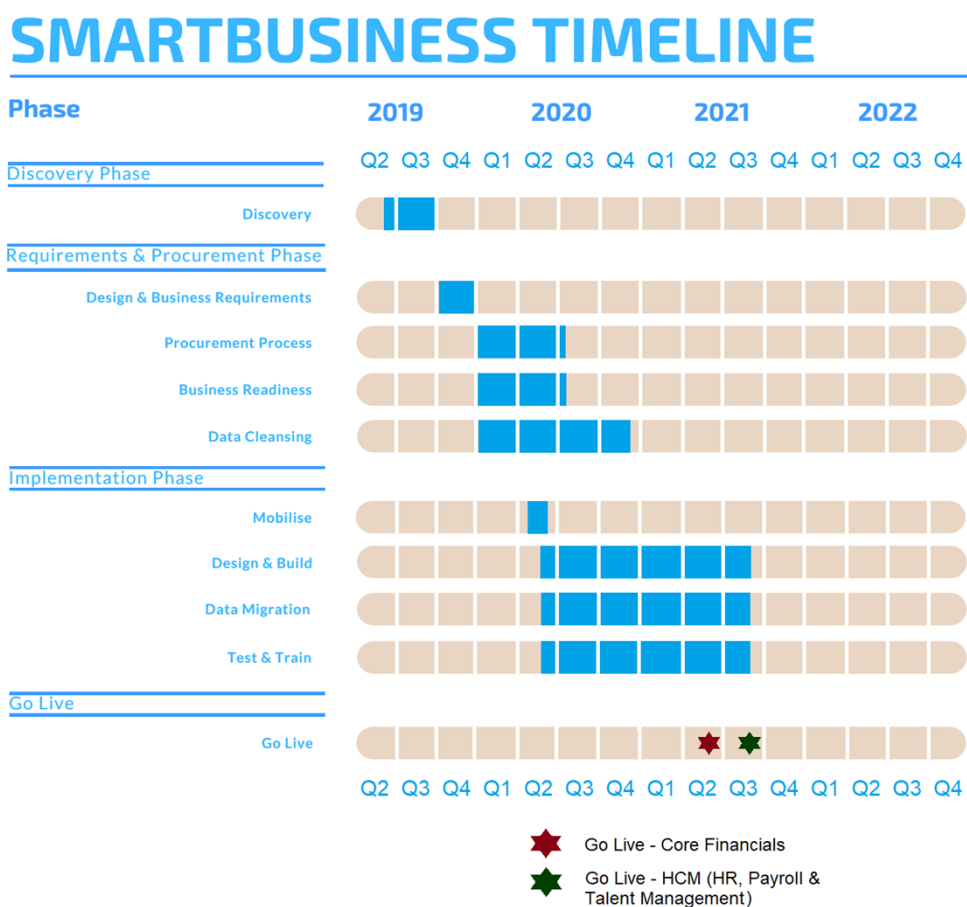 SMARTBUSINESS TIMELINE
Phase 2019 2020 2021 2022
Q2 Q3 Q4 Q1 Q2 Q3 Q4 Q1 Q2 Q3 Q4 Q1 Q2 Q3 Q4
Discovery Phase
Discovery
Requirements & Procurement Phase
Design & Business Requirements
Procurement Process
Business Readiness
Data Cleansing
Implementation Phase
Mobilise
Design & Build
Data Migration
Test & Train
Go Live
Go Live
Q2 Q3 Q4 Q1 Q2 Q3 Q4 Q1 Q2 Q3 Q4 Q1 Q2 Q3 Q4
Go Live - Core Financials
Go Live - HCM (HR, Payroll &
Talent Management)